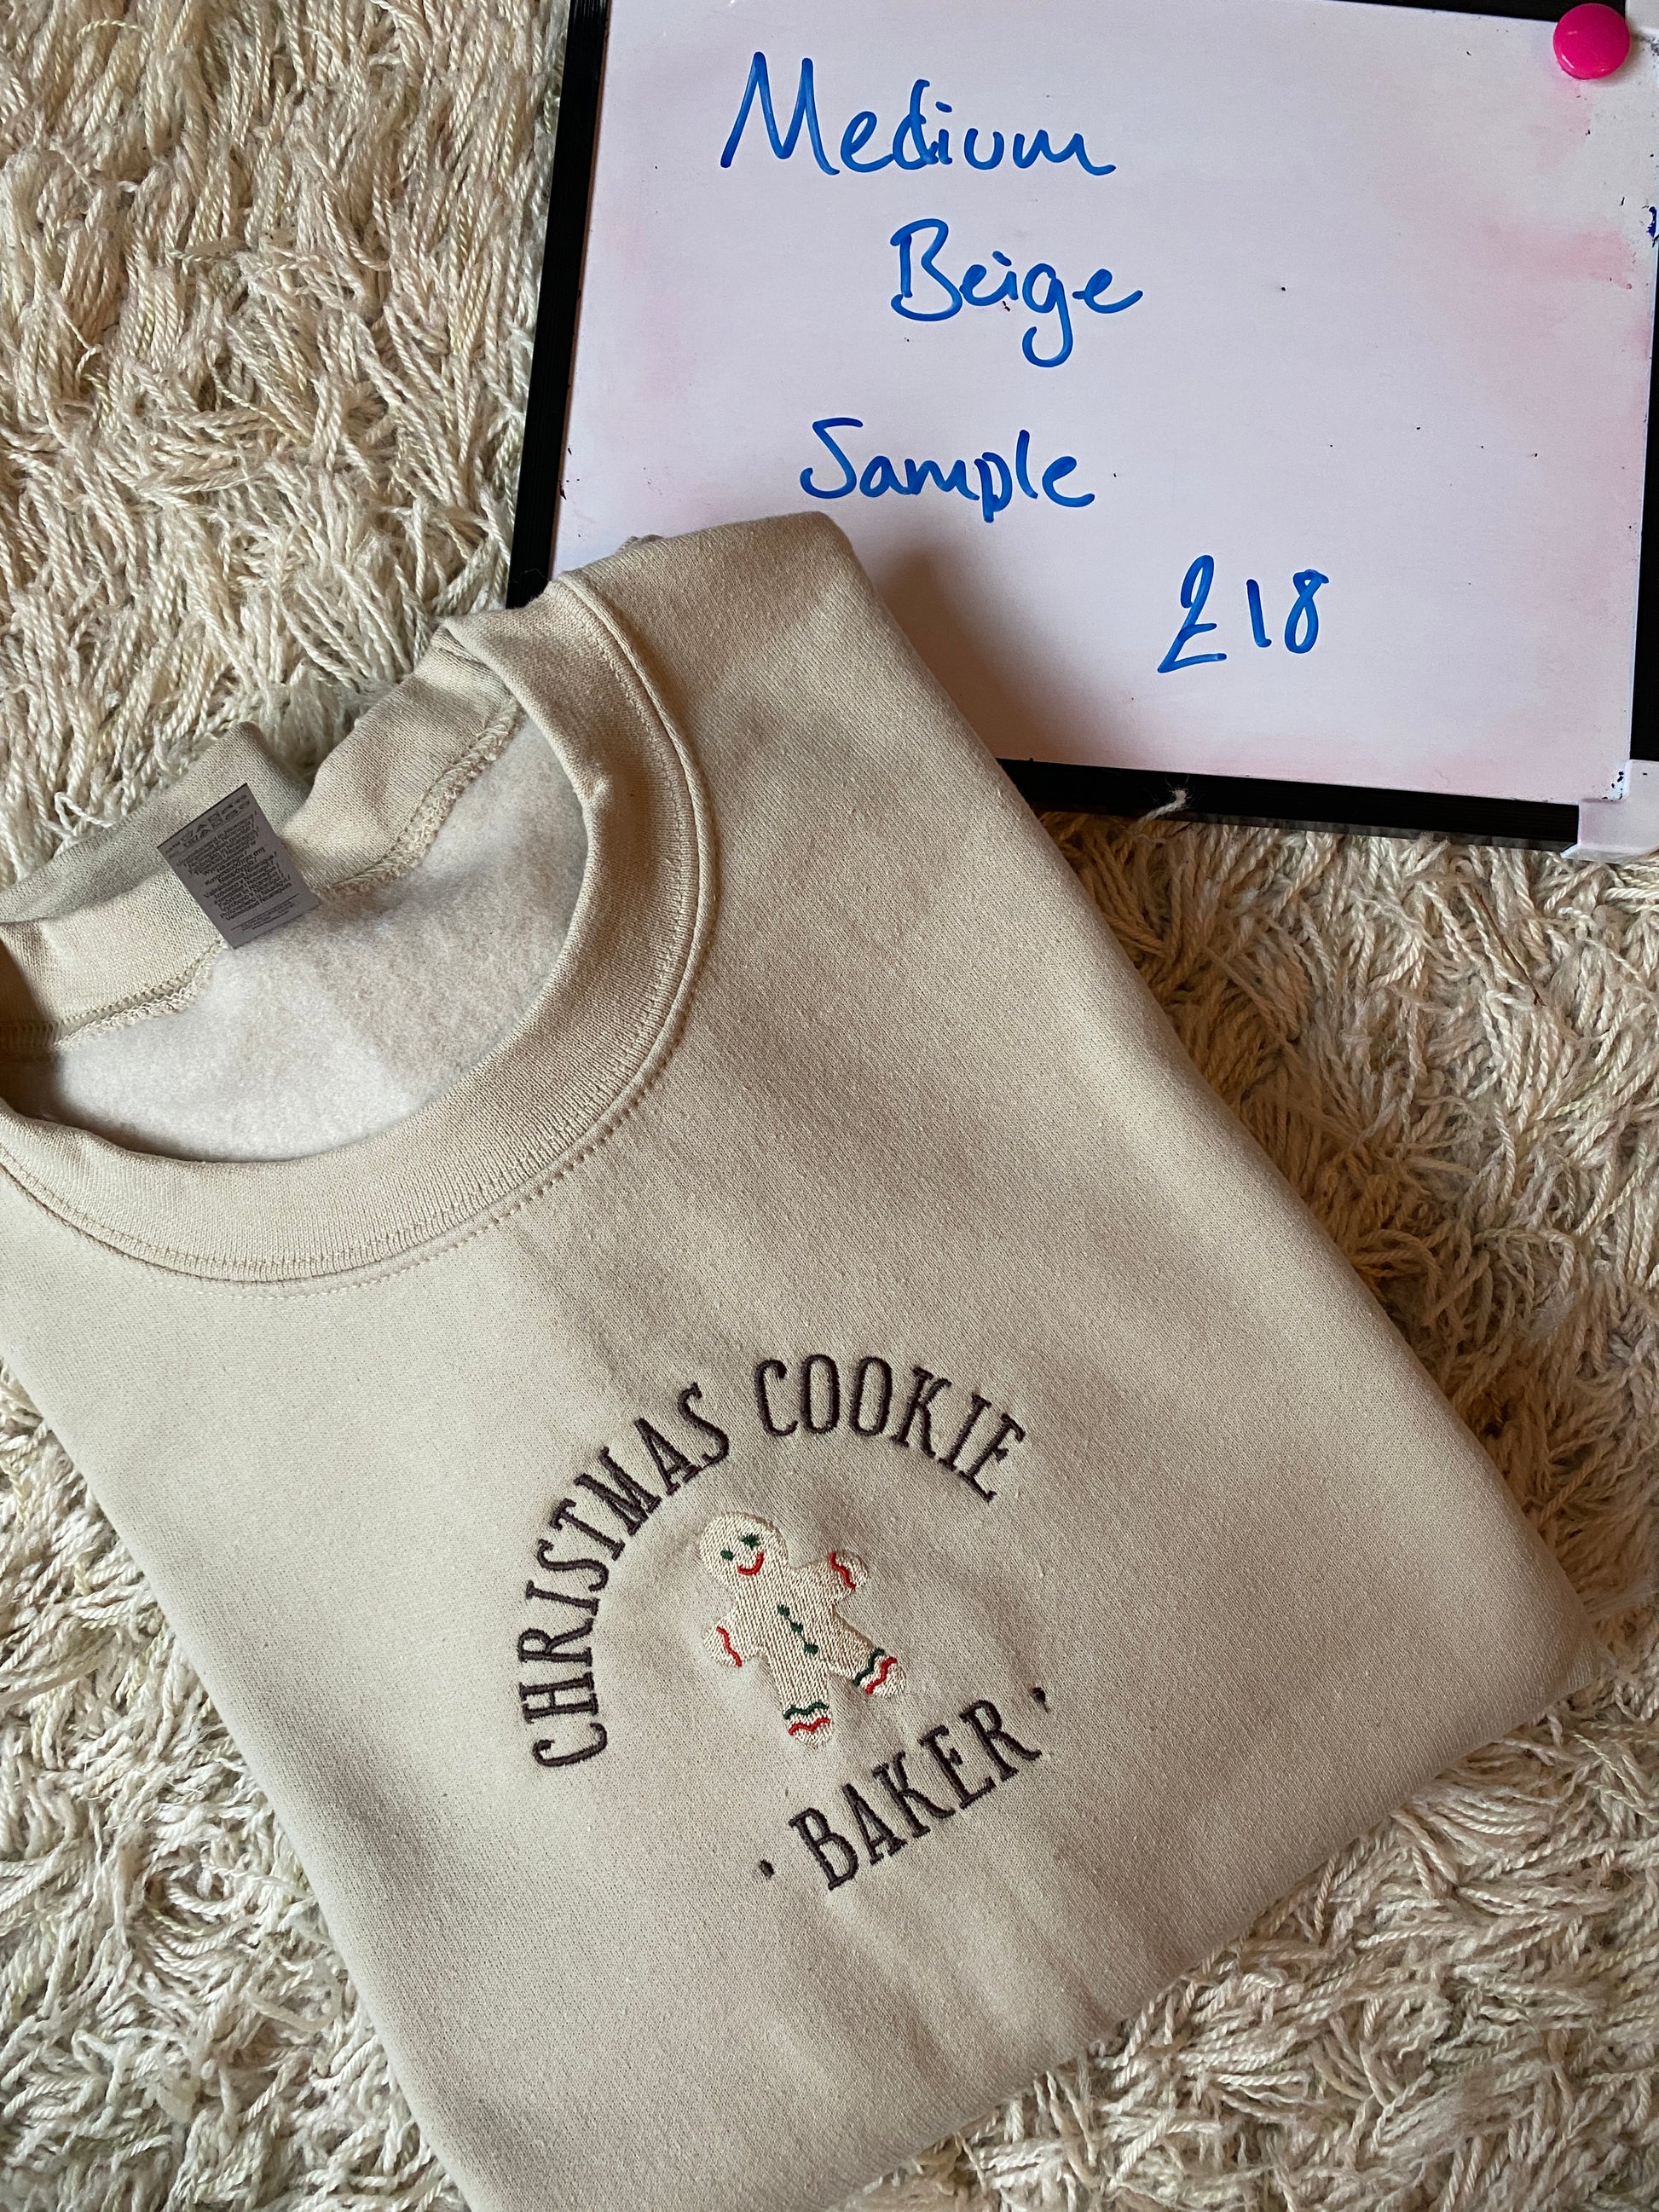 Medium
Beige
Sample
£18
CHRISTMAS COOKIE
· BAKER ·